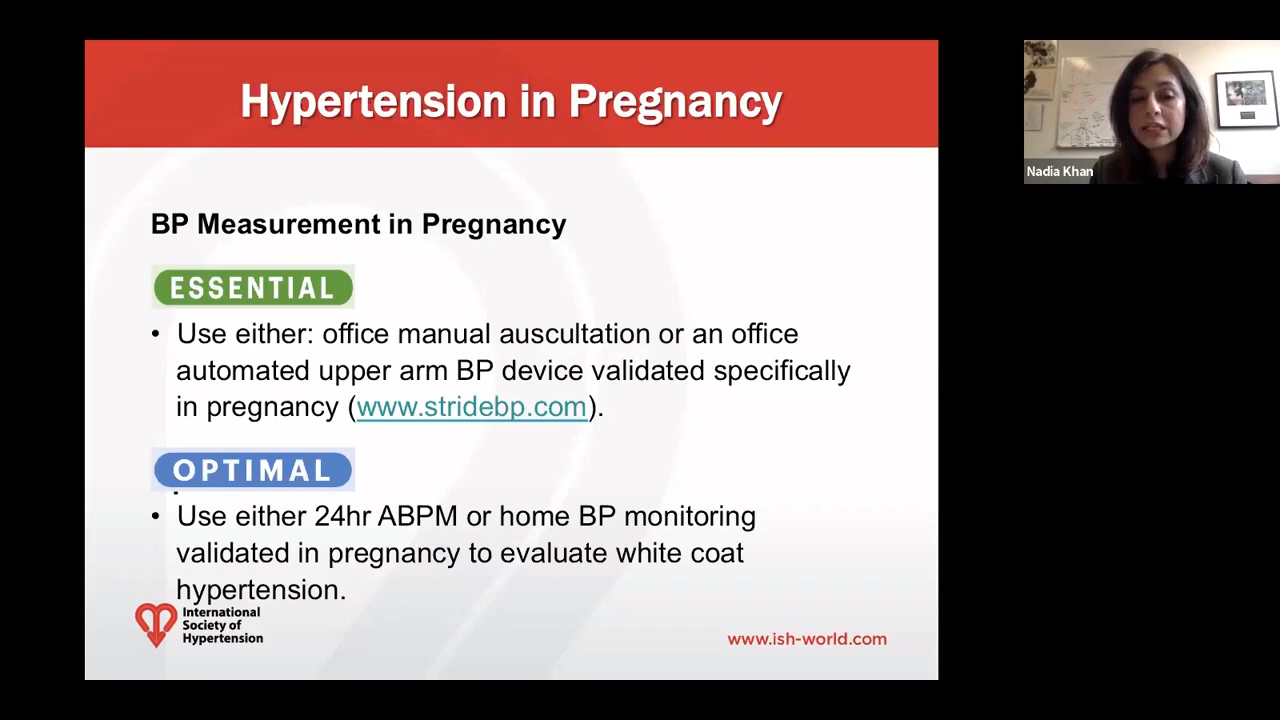 Hypertension in Pregnancy
Nadia Khan
BP Measurement in Pregnancy
ESSENTIAL
• Use either: office manual auscultation or an office
automated upper arm BP device validated specifically
in pregnancy (www.stridebp.com).
OPTIMAL
• Use either 24hr ABPM or home BP monitoring
validated in pregnancy to evaluate white coat
hypertension.
International
Society of
Hypertension
www.ish-world.com